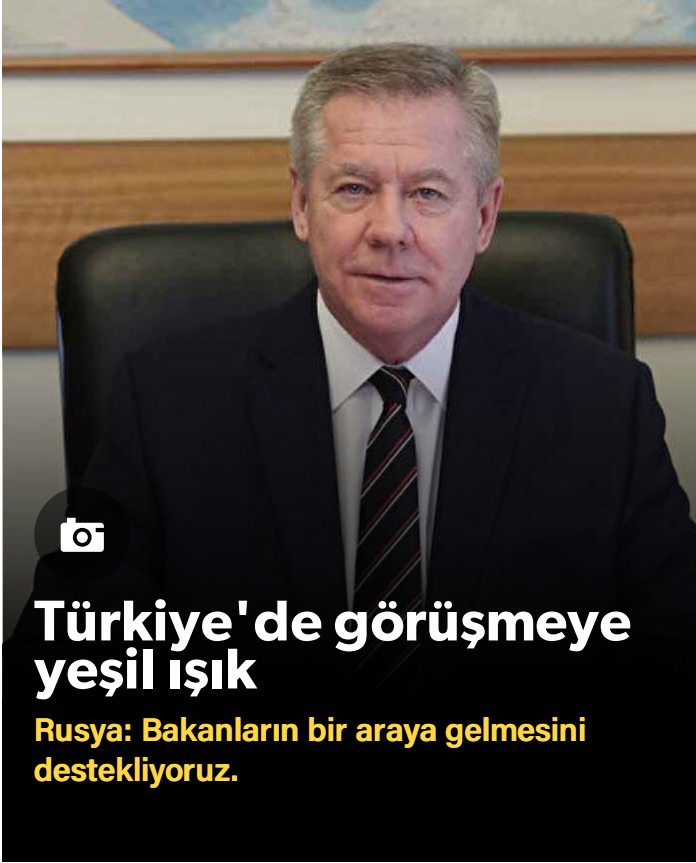 Türkiye'de görüşmeye
yeşil ışık
Rusya: Bakanların bir araya gelmesini
destekliyoruz.